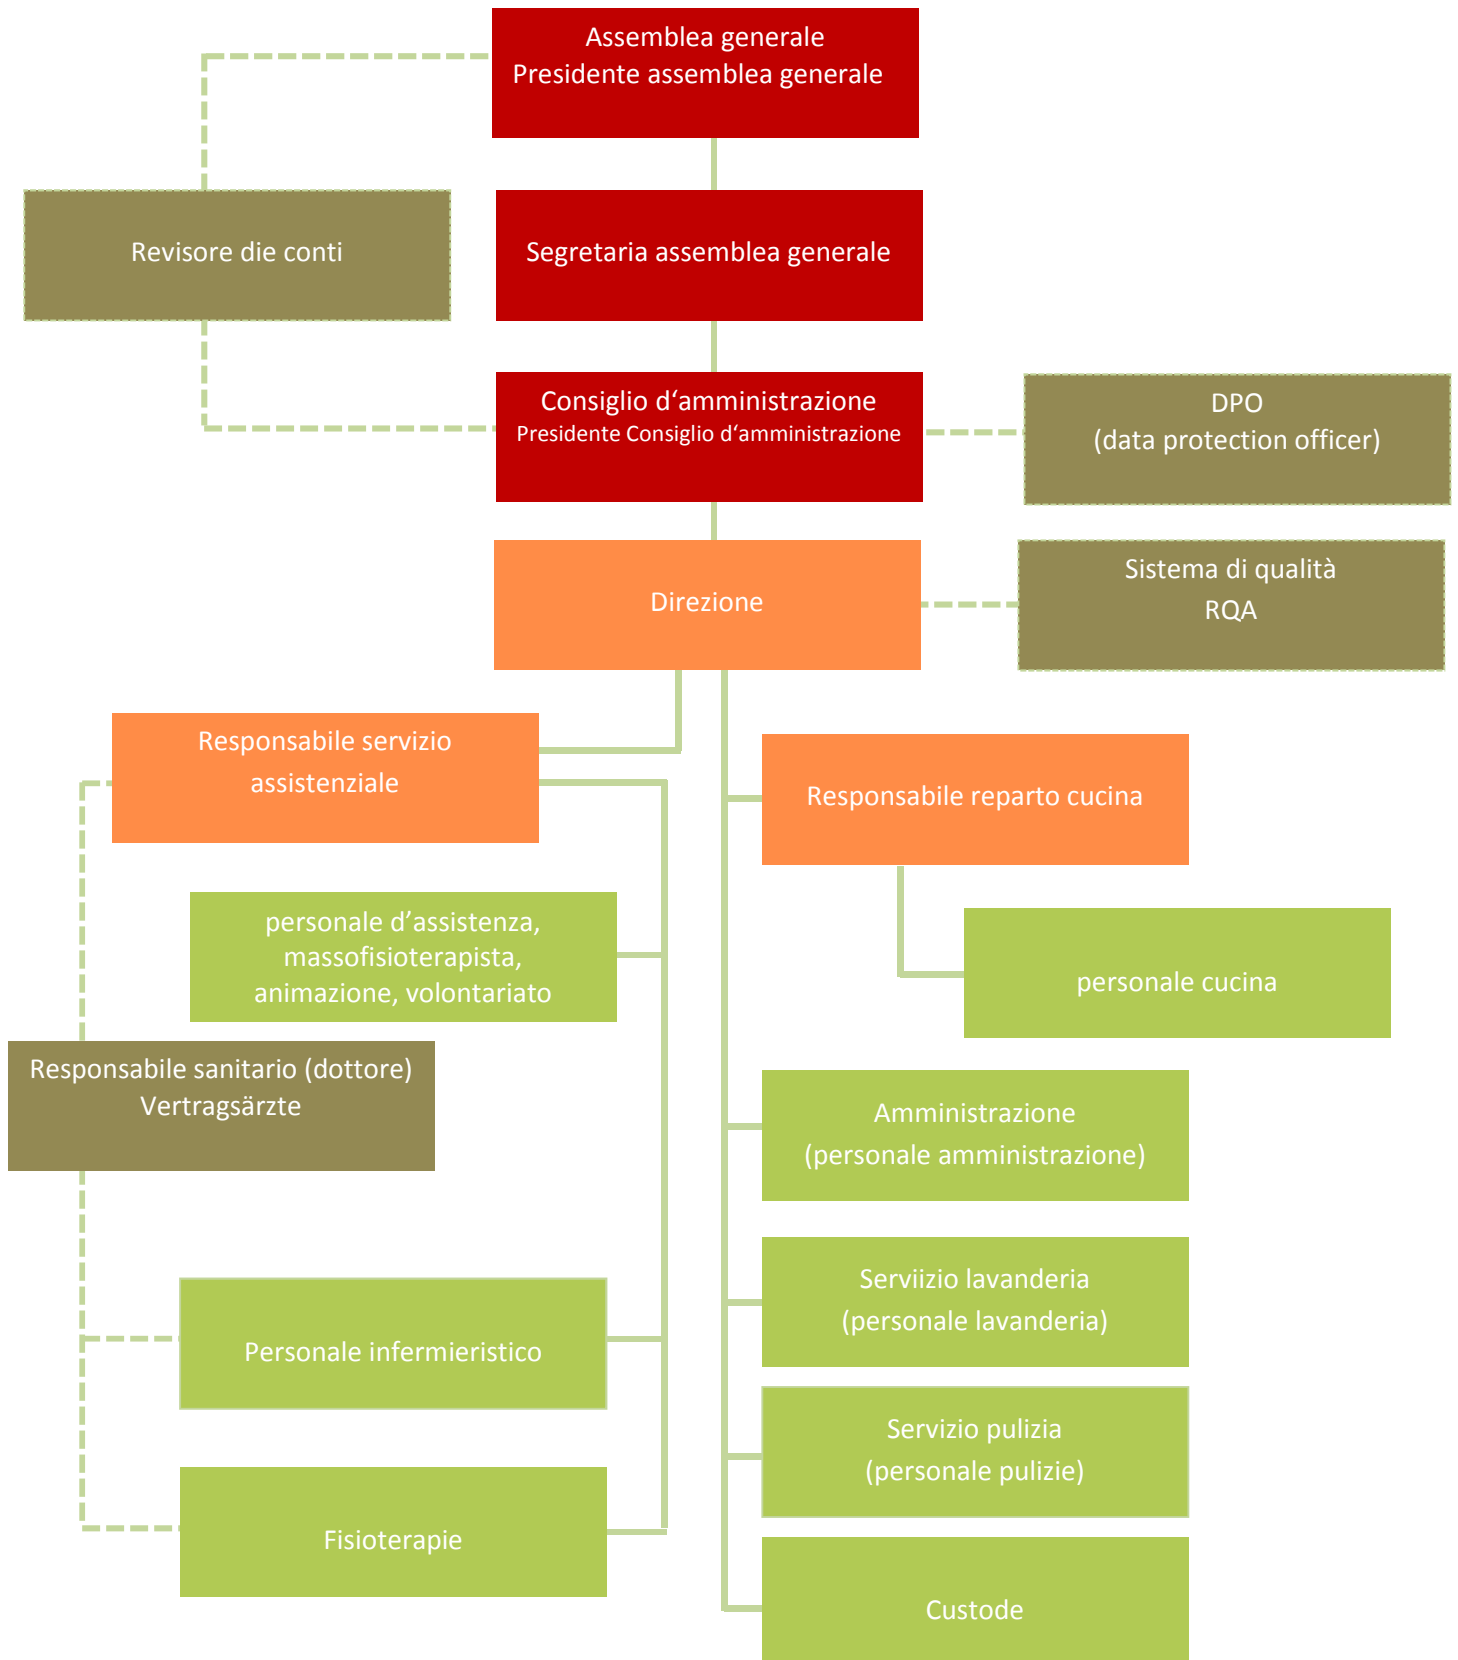 Assemblea generale
Presidente assemblea generale
Revisore die conti
Segretaria assemblea generale
Consiglio d‘amministrazione
Presidente Consiglio d‘amministrazione
DPO
(data protection officer)
Direzione
Sistema di qualità
RQA
Responsabile servizio
assistenziale
Responsabile reparto cucina
personale d’assistenza,
massofisioterapista,
animazione, volontariato
personale cucina
Responsabile sanitario (dottore)
Vertragsärzte
Amministrazione
(personale amministrazione)
Serviizio lavanderia
(personale lavanderia)
Personale infermieristico
Servizio pulizia
(personale pulizie)
Fisioterapie
Custode